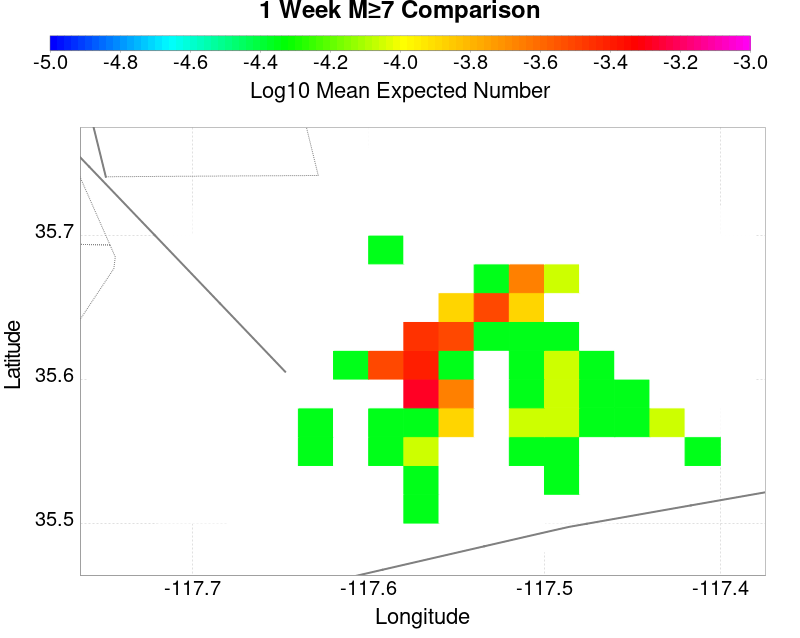 1 Week M≥7 Comparison
-5.0 -4.8 -4.6 -4.4 -4.2 -4.0 -3.8 -3.6 -3.4 -3.2 -3.0
Log10 Mean Expected Number
35.7
35.6
35.5
Latitude
-117.7 -117.6 -117.5 -117.4
Longitude